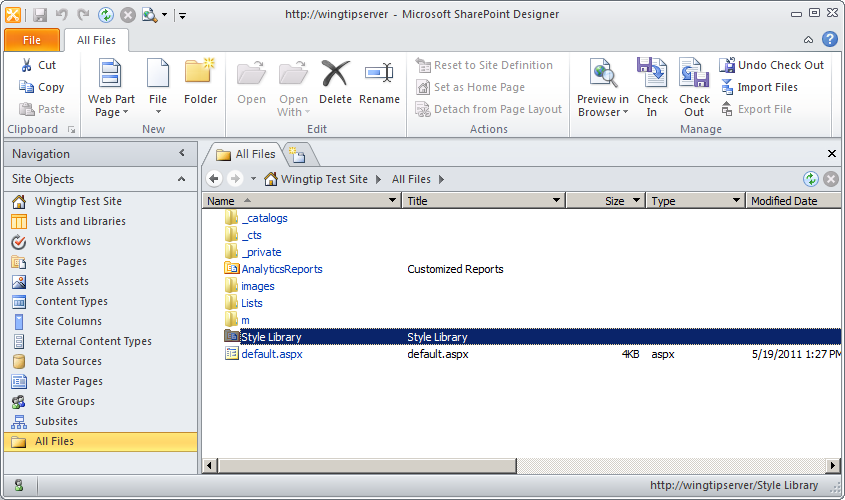 http://wingtipserver - Microsoft SharePoint Designer
File All Files
Cut
Copy
Paste
Clipboard
Web Part Page
File
Folder
New
Open
Open With
Delete
Rename
Edit
Reset to Site Definition
Set as Home Page
Detach from Page Layout
Actions
Preview in Browser
Check In
Check Out
Undo Check Out
Import Files
Export File
Manage
Navigation
Site Objects
Wingtip Test Site
Lists and Libraries
Workflows
Site Pages
Site Assets
Content Types
Site Columns
External Content Types
Data Sources
Master Pages
Site Groups
Subsites
All Files
All Files
Wingtip Test Site All Files
Name Title Size Type Modified Date
_catalogs
_cts
_private
AnalyticsReports Customized Reports
images
Lists
m
Style Library Style Library
default.aspx default.aspx 4KB aspx 5/19/2011 1:27 PM
http://wingtipserver/Style Library